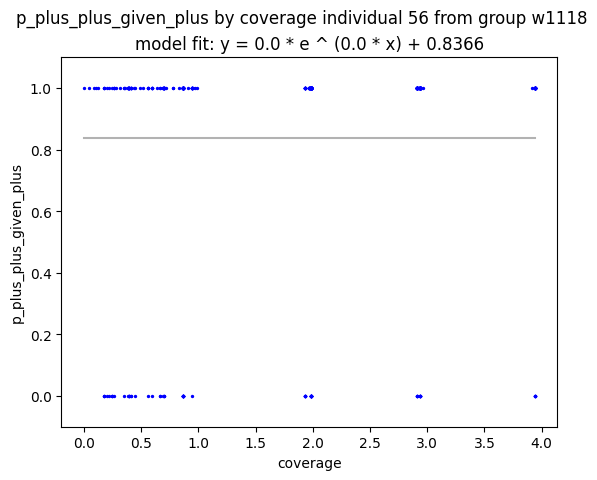 p_plus_plus_given_plus by coverage individual 56 from group w1118
model fit: y = 0.0 * e ^ (0.0 * x) + 0.8366
1.0
0.8
0.6
0.4
0.2
0.0
p_plus_plus_given_plus
0.0 0.5 1.0 1.5 2.0 2.5 3.0 3.5 4.0
coverage